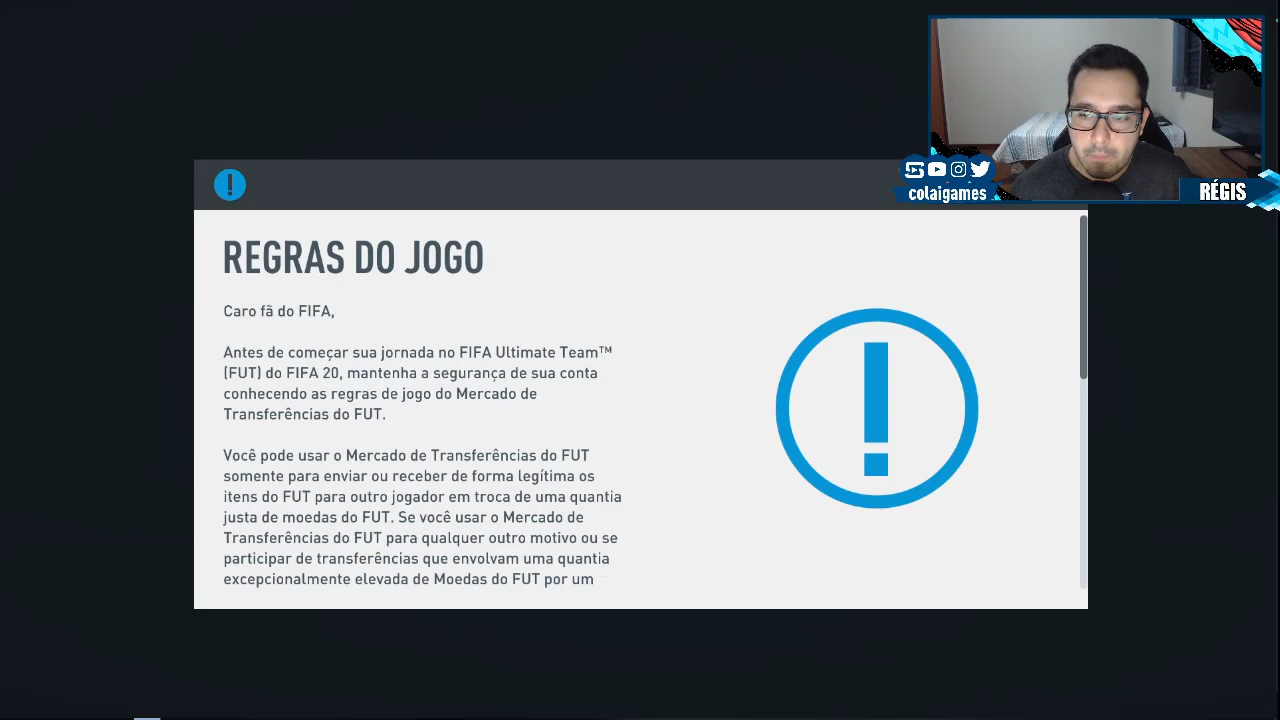 colaigames
RÉGIS
REGRAS DO JOGO
Caro fã do FIFA,
Antes de começar sua jornada no FIFA Ultimate Team™
(FUT) do FIFA 20, mantenha a segurança de sua conta
conhecendo as regras de jogo do Mercado de
Transferências do FUT.
Você pode usar o Mercado de Transferências do FUT
somente para enviar ou receber de forma legítima os
itens do FUT para outro jogador em troca de uma quantia
justa de moedas do FUT. Se você usar o Mercado de
Transferências do FUT para qualquer outro motivo ou se
participar de transferências que envolvam uma quantia
excepcionalmente elevada de Moedas do FUT por um